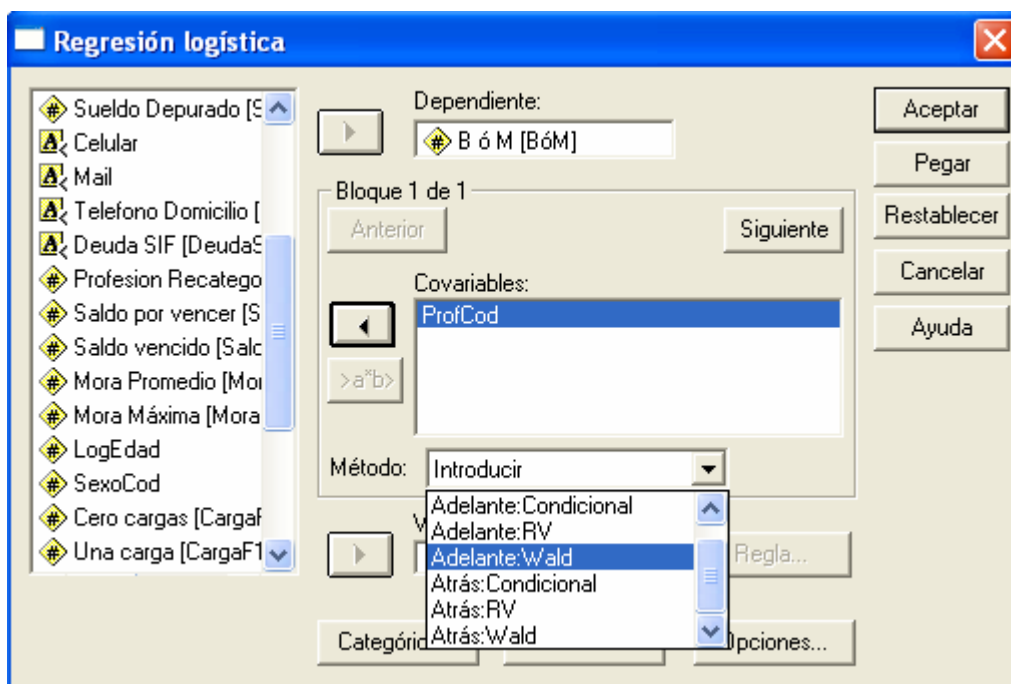 Regresión logística
Sueldo Depurado [S
Celular
Mail
Telefono Domicilio [
Deuda SIF [DeudaS
Profesion Recatego
Saldo por vencer [S
Saldo vencido [Salc
Mora Promedio [Mor
Mora Máxima [Mora
LogEdad
SexoCod
Cero cargas [CargaF
Una carga [CargaF1
Dependiente:
B ó M [BóM]
Bloque 1 de 1
Anterior
Siguiente
Covariables:
ProfCod
>a*b>
Método:
Introducir
Adelante:Condicional
Adelante:RV
Adelante:Wald
Atrás:Condicional
Atrás:RV
Atrás:Wald
V
Regla...
Categóric
Opciones...
Aceptar
Pegar
Restablecer
Cancelar
Ayuda